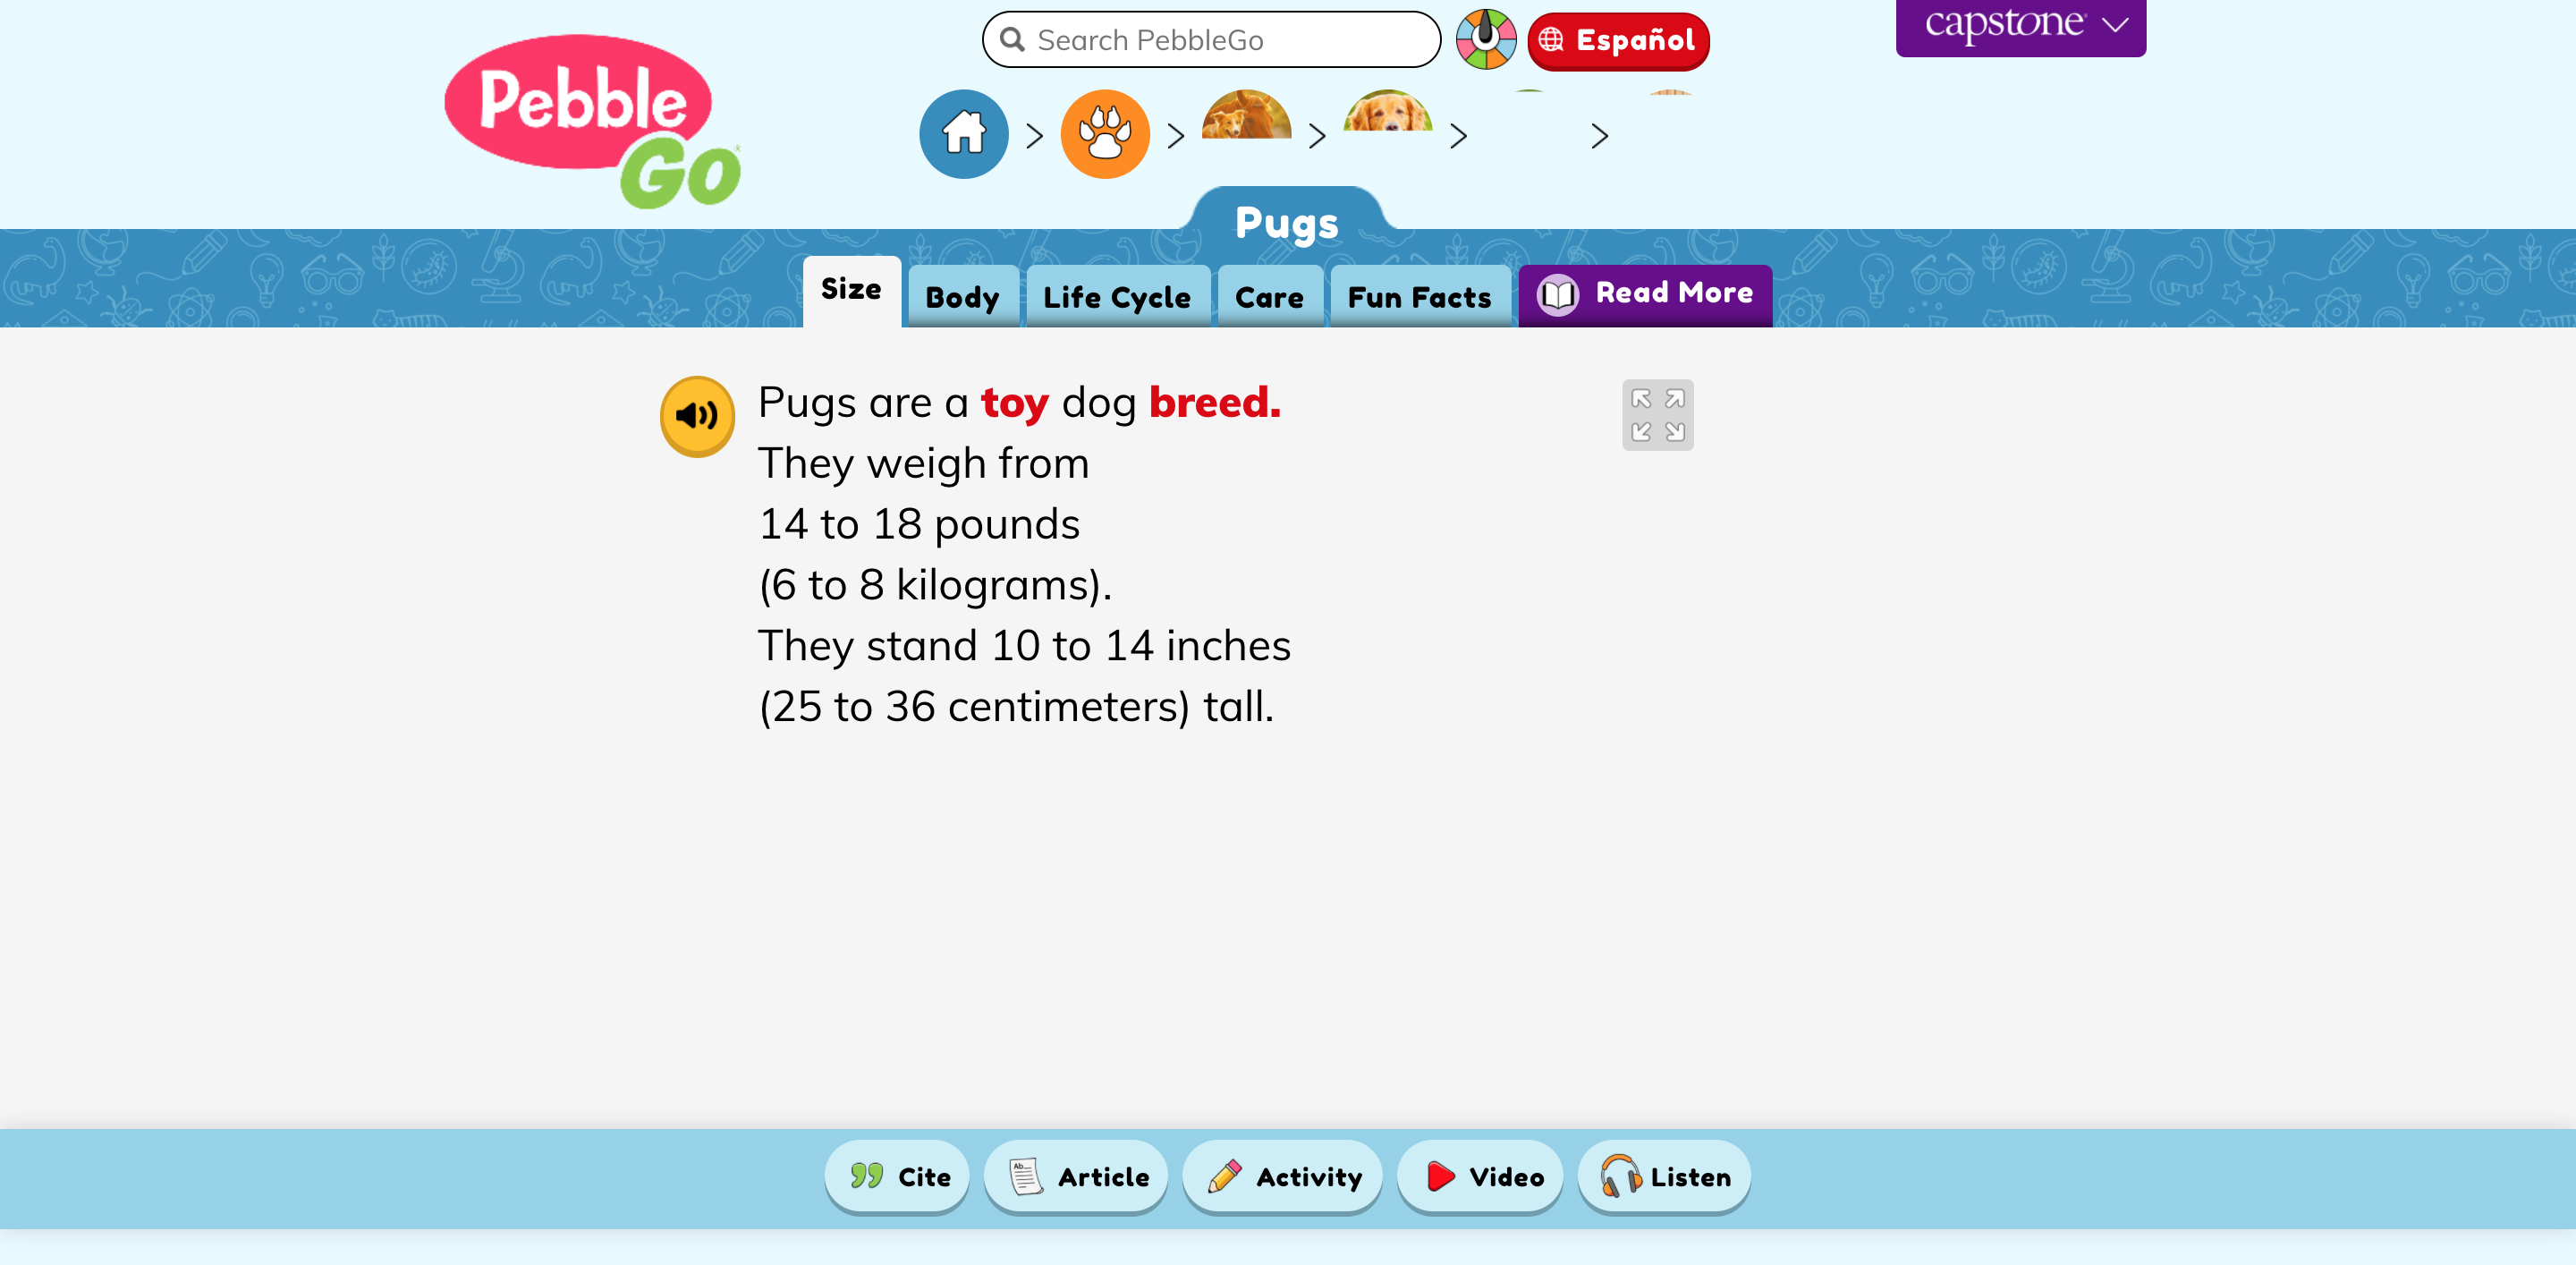 capstone
Search PebbleGo
Español
Pebble
Go
Pugs
Size
Body
Life Cycle
Care
Fun Facts
Read More
Pugs are a toy dog breed.
They weigh from
14 to 18 pounds
(6 to 8 kilograms).
They stand 10 to 14 inches
(25 to 36 centimeters) tall.
Cite
Article
Activity
Video
Listen